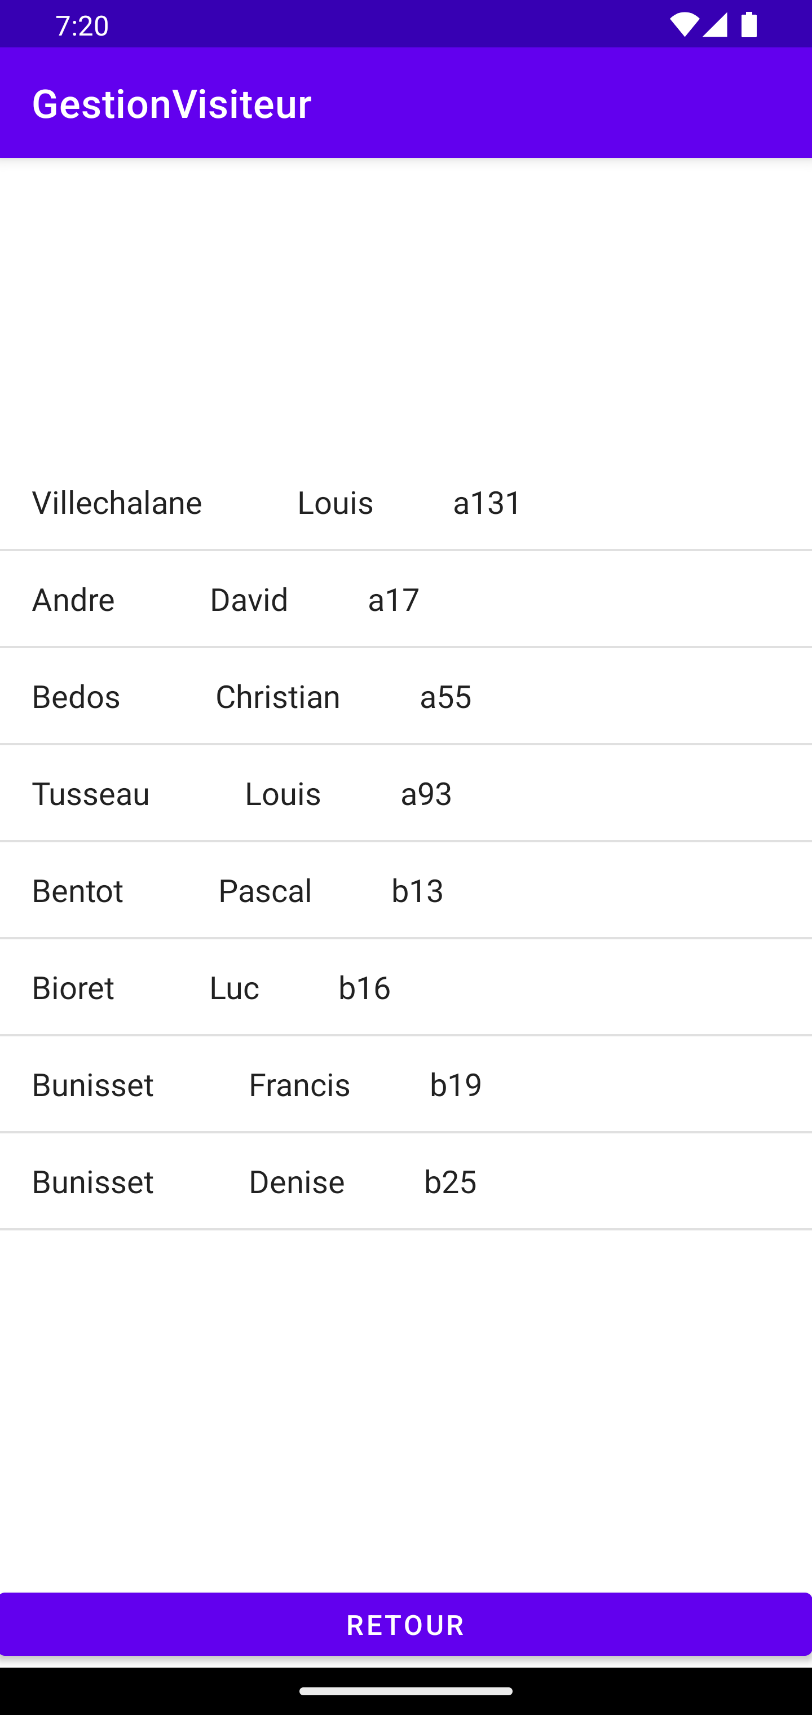 7:20
GestionVisiteur
Villechalane Louis a131
Andre David a17
Bedos Christian a55
Tusseau Louis a93
Bentot Pascal b13
Bioret Luc b16
Bunisset Francis b19
Bunisset Denise b25
RETOUR